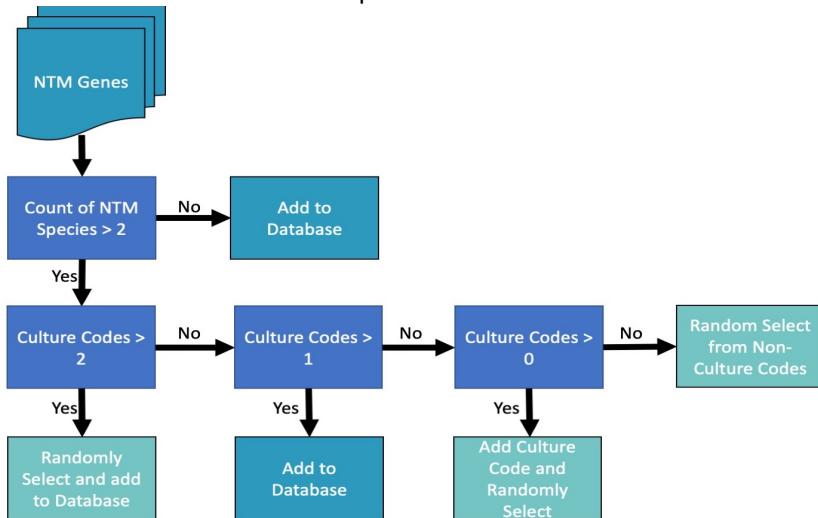 NTM Genes
Count of NTM
Species > 2
No
Add to
Database
Yes
Culture Codes >
2
No
Culture Codes >
1
No
Culture Codes >
0
No
Random Select
from Non-
Culture Codes
Yes
Yes
Yes
Randomly
Select and add
to Database
Add to
Database
Add Culture
Code and
Randomly
Select